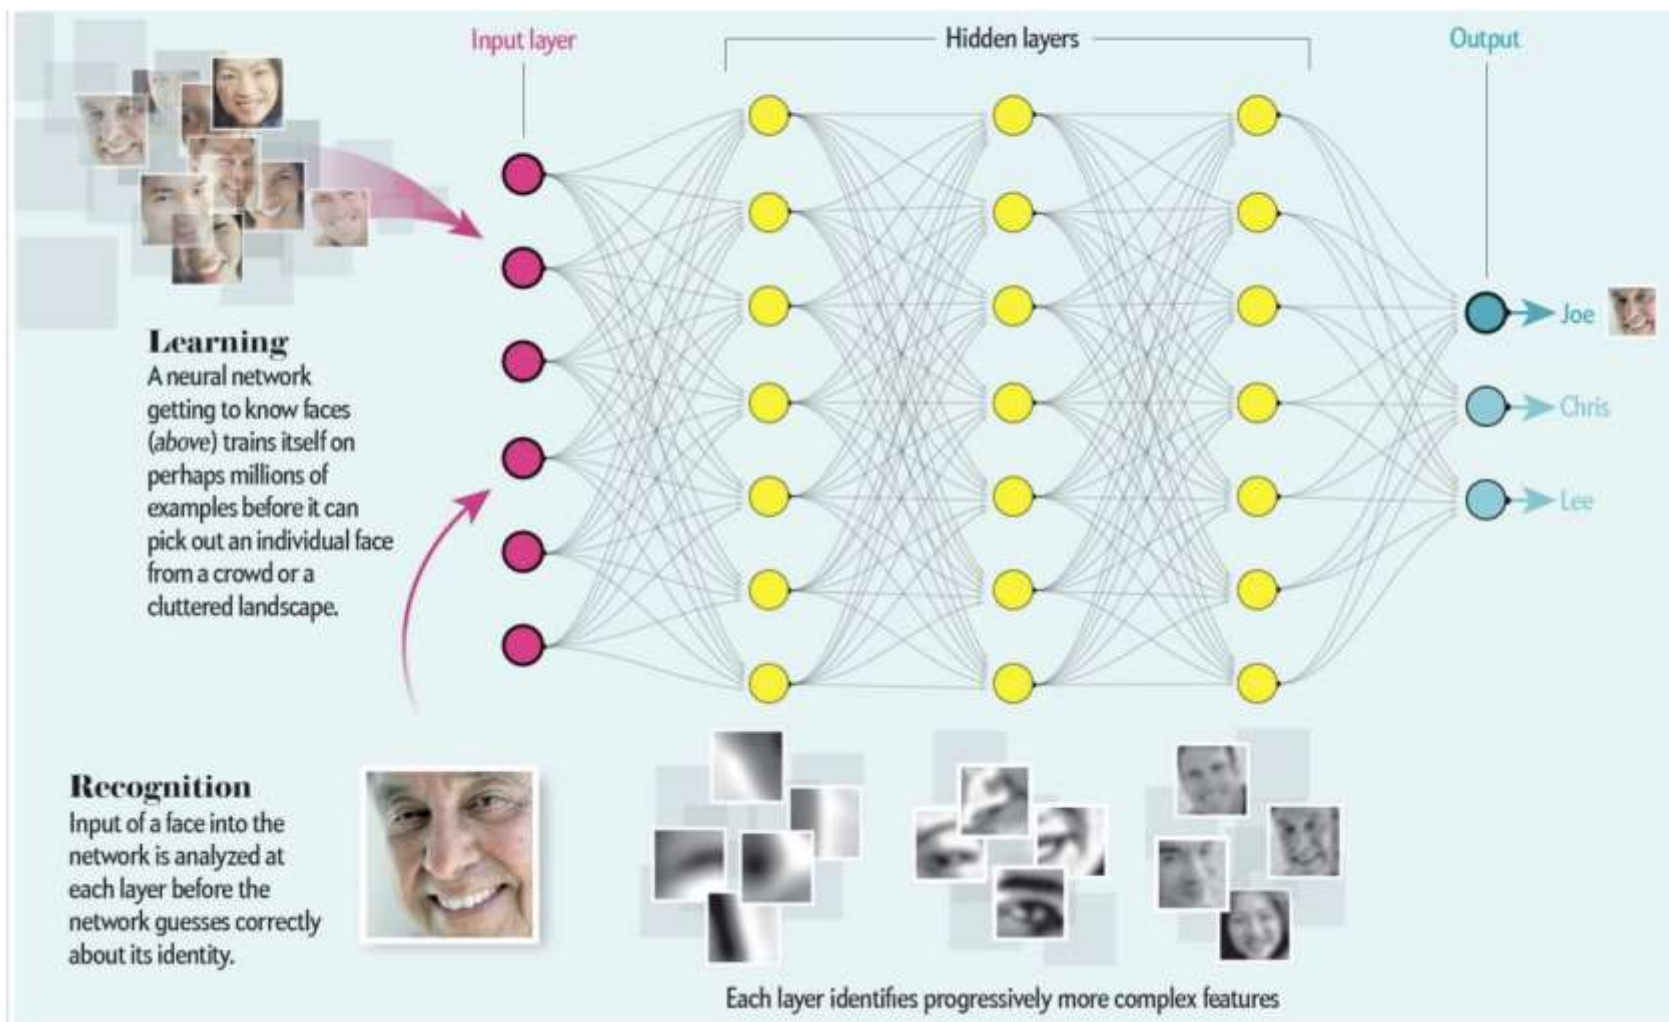 Input layer
Hidden layers
Output
Learning
A neural network
getting to know faces
(above) trains itself on
perhaps millions of
examples before it can
pick out an individual face
from a crowd or a
cluttered landscape.
Joe
Chris
Lee
Recognition
Input of a face into the
network is analyzed at
each layer before the
network guesses correctly
about its identity.
Each layer identifies progressively more complex features